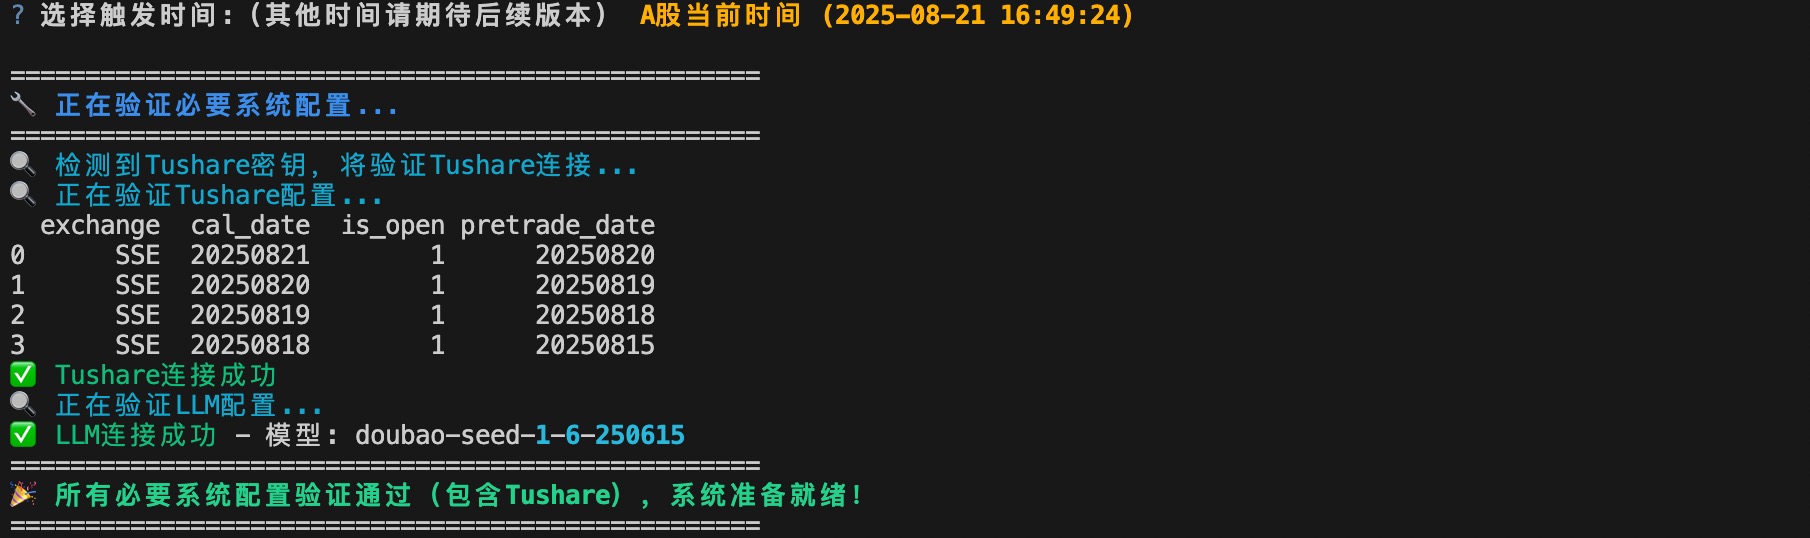 ? 选择触发时间:（其他时间请期待后续版本） A股当前时间 (2025-08-21 16:49:24)
==================================================
🔧 正在验证必要系统配置...
==================================================
🔍 检测到Tushare密钥，将验证Tushare连接...
🔍 正在验证Tushare配置...
exchange cal_date is_open pretrade_date
0 SSE 20250821 1 20250820
1 SSE 20250820 1 20250819
2 SSE 20250819 1 20250818
3 SSE 20250818 1 20250815
✅ Tushare连接成功
🔍 正在验证LLM配置...
✅ LLM连接成功 - 模型: doubao-seed-1-6-250615
==================================================
🎉 所有必要系统配置验证通过（包含Tushare），系统准备就绪！
==================================================